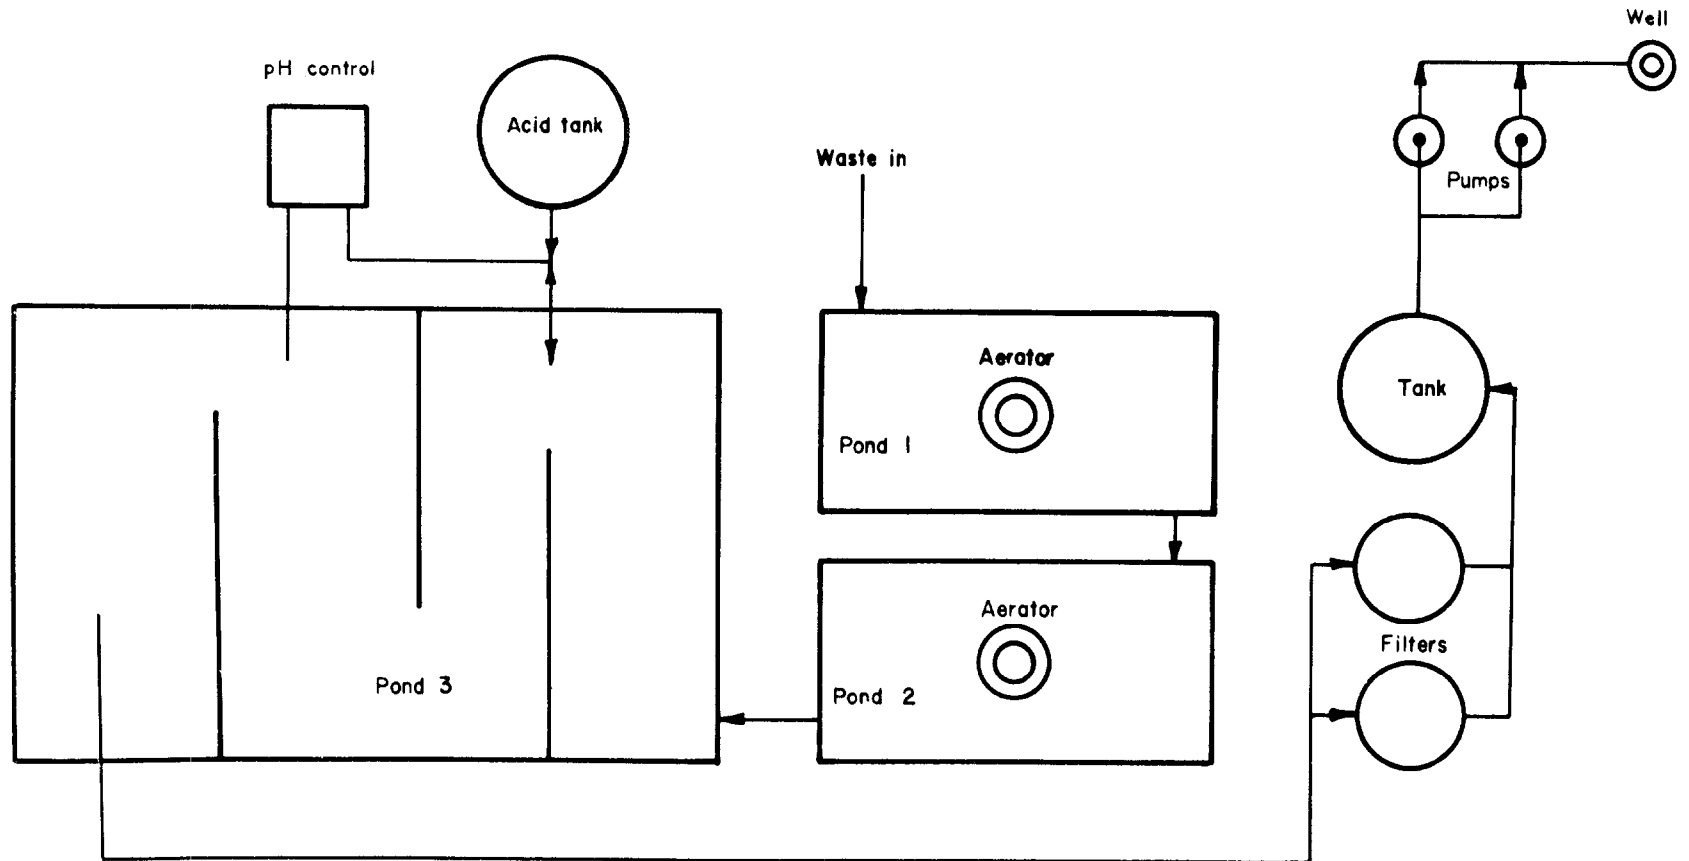 Well
pH control
Acid tank
Waste in
Pumps
Aerator
Tank
Pond 1
Aerator
Filters
Pond 3
Pond 2